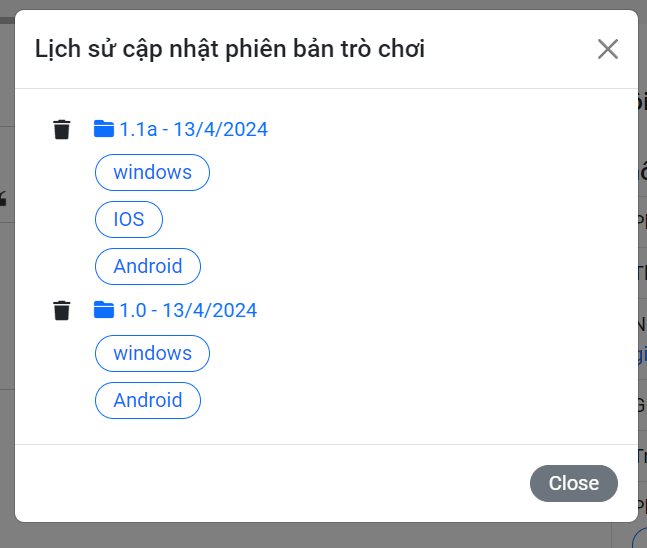 Lịch sử cập nhật phiên bản trò chơi
1.1a - 13/4/2024
windows
IOS
Android
1.0 - 13/4/2024
windows
Android
Close